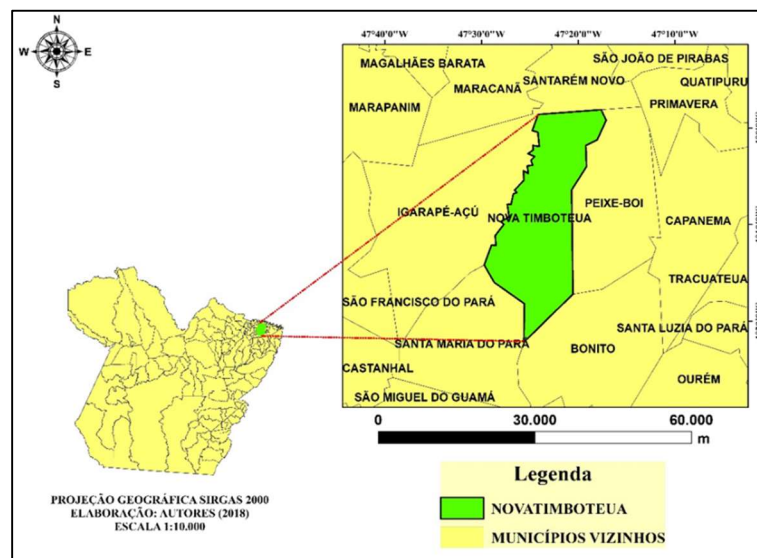 N
W
E
S
47°40'0"W
47°30'0"W
47°20'0"W
47°10'0"W
SÃO JOÃO DE PIRABAS
MAGALHÃES BARATA
SANTARÉM NOVO
MARACANÃ
QUATIPURU
MARAPANIM
PRIMAVERA
IGARAPÉ-AÇÚ
PEIXE-BOI
NOVA TIMBOTEUA
CAPANEMA
TRACUATEUA
SÃO FRANCISCO DO PARÁ
SANTA LUZIA DO PARÁ
SANTA MARIA DO PARÁ
BONITO
CASTANHAL
OURÉM
SÃO MIGUEL DO GUAMÁ
0
30.000
60.000
m
Legenda
NOVATIMBOTEUA
MUNICÍPIOS VIZINHOS
PROJEÇÃO GEOGRÁFICA SIRGAS 2000
ELABORAÇÃO: AUTORES (2018)
ESCALA 1:10.000